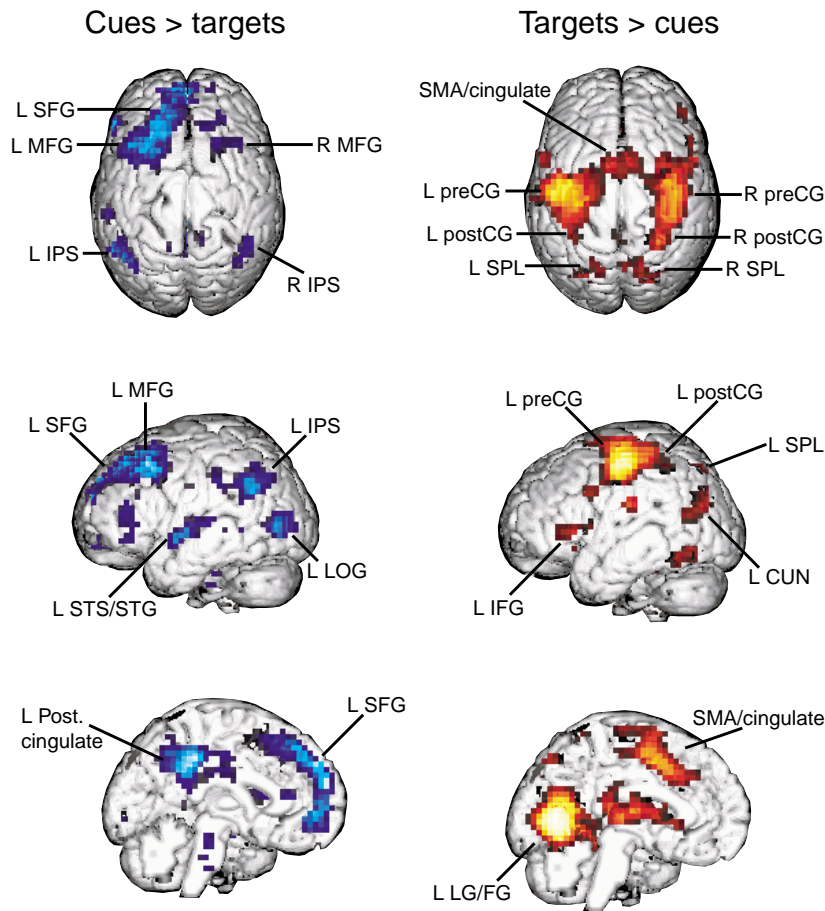 Cues > targets
Targets > cues
L SFG
L MFG
R MFG
L IPS
R IPS
SMA/cingulate
L preCG
R preCG
L postCG
R postCG
L SPL
R SPL
L MFG
L SFG
L IPS
L LOG
L STS/STG
L preCG
L postCG
L SPL
L CUN
L IFG
L Post.
cingulate
L SFG
SMA/cingulate
L LG/FG